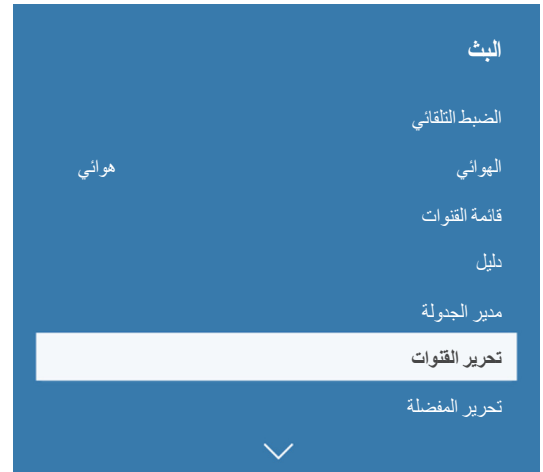 البث
الضبط التلقائي
الهوائي هوائي
قائمة القنوات
دليل
مدير الجدولة
تحرير القنوات
تحرير المفضلة